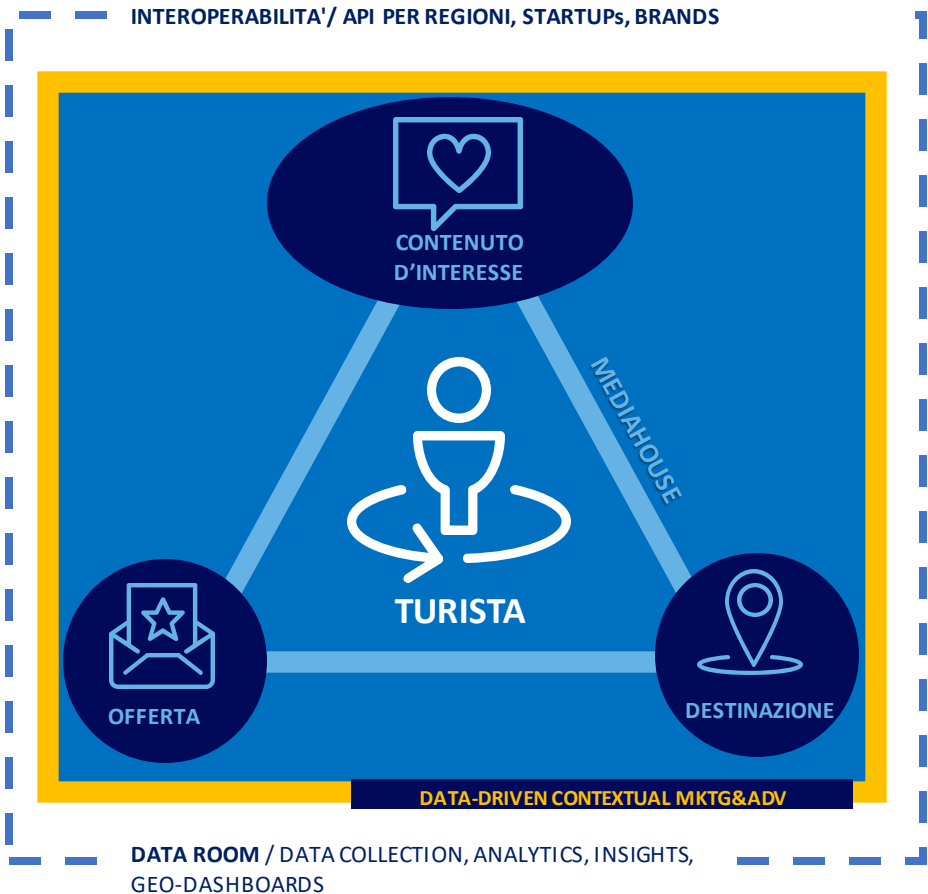 INTEROPERABILITA'/ API PER REGIONI, STARTUPs, BRANDS
CONTENUTO
D’INTERESSE
MEDIAHOUSE
TURISTA
OFFERTA
DESTINAZIONE
DATA-DRIVEN CONTEXTUAL MKTG&ADV
DATA ROOM / DATA COLLECTION, ANALYTICS, INSIGHTS,
GEO-DASHBOARDS